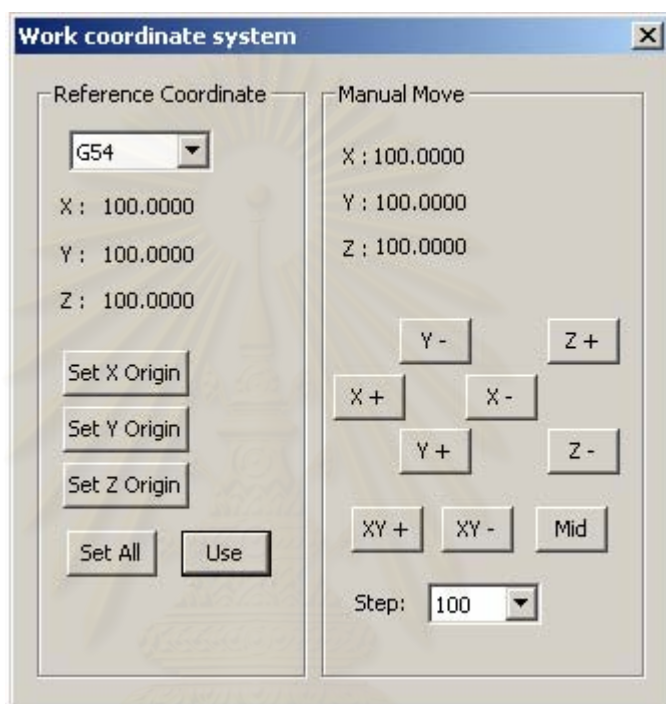 Work coordinate system
Reference Coordinate
G54
X : 100.0000
Y : 100.0000
Z : 100.0000
Set X Origin
Set Y Origin
Set Z Origin
Set All
Use
Manual Move
X : 100.0000
Y : 100.0000
Z : 100.0000
Y -
Z +
X +
X -
Y +
Z -
XY +
XY -
Mid
Step:
100